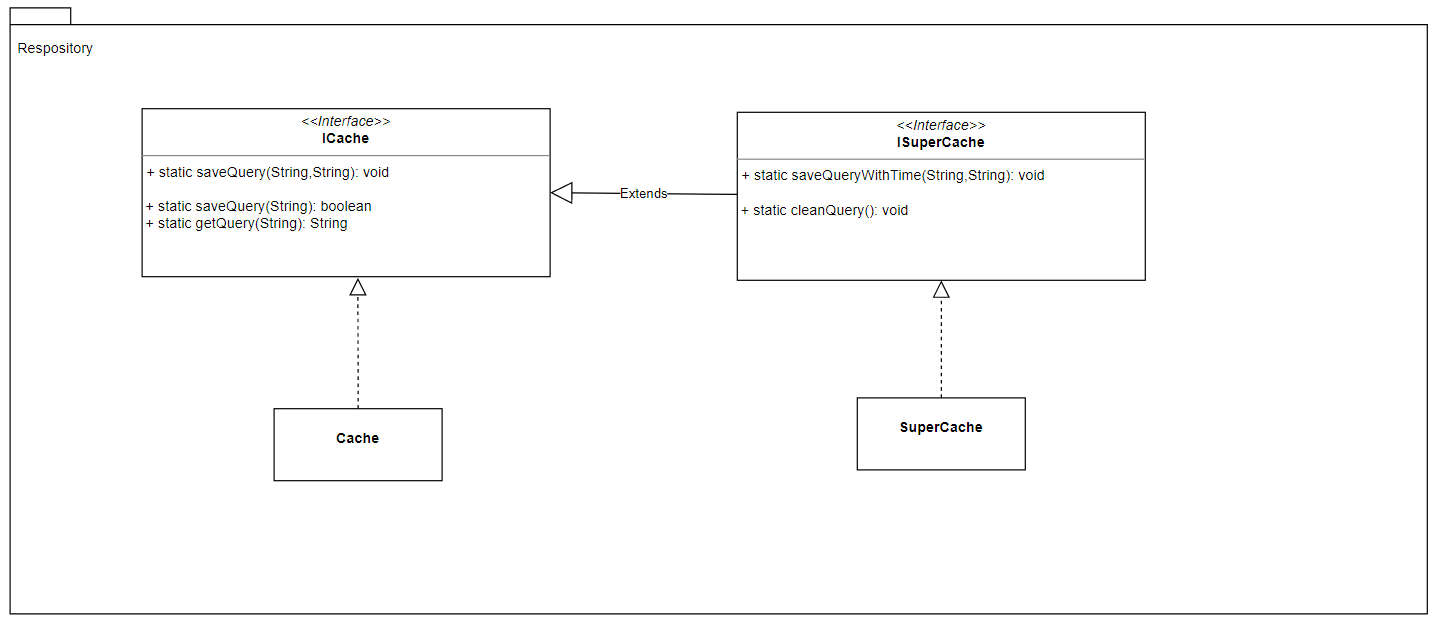 Respository
<<Interface>>
ICache
+ static saveQuery(String,String): void
+ static saveQuery(String): boolean
+ static getQuery(String): String
Extends
<<Interface>>
ISuperCache
+ static saveQueryWithTime(String,String): void
+ static cleanQuery(): void
Cache
SuperCache